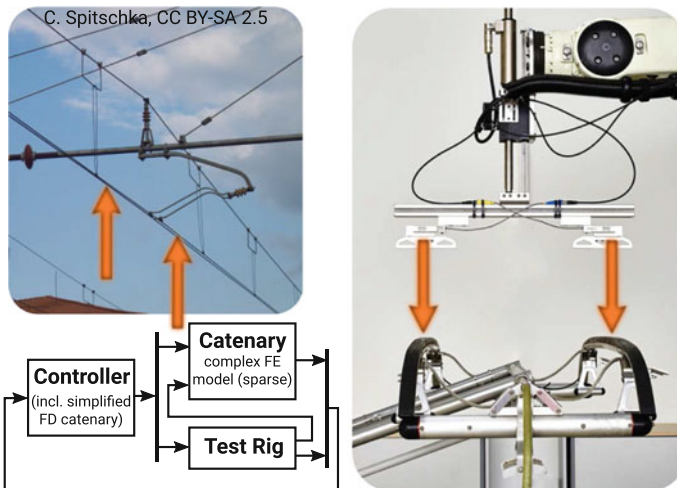 C. Spitschka, CC BY-SA 2.5
Catenary
complex FE
model (sparse)
Controller
(incl. simplified
FD catenary)
Test Rig